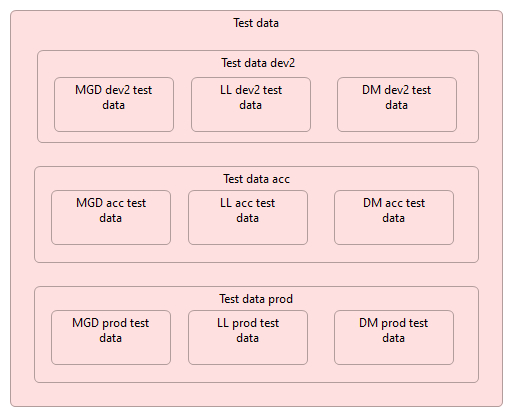 Test data
Test data dev2
MGD dev2 test
data
LL dev2 test
data
DM dev2 test
data
Test data acc
MGD acc test
data
LL acc test
data
DM acc test
data
Test data prod
MGD prod test
data
LL prod test
data
DM prod test
data